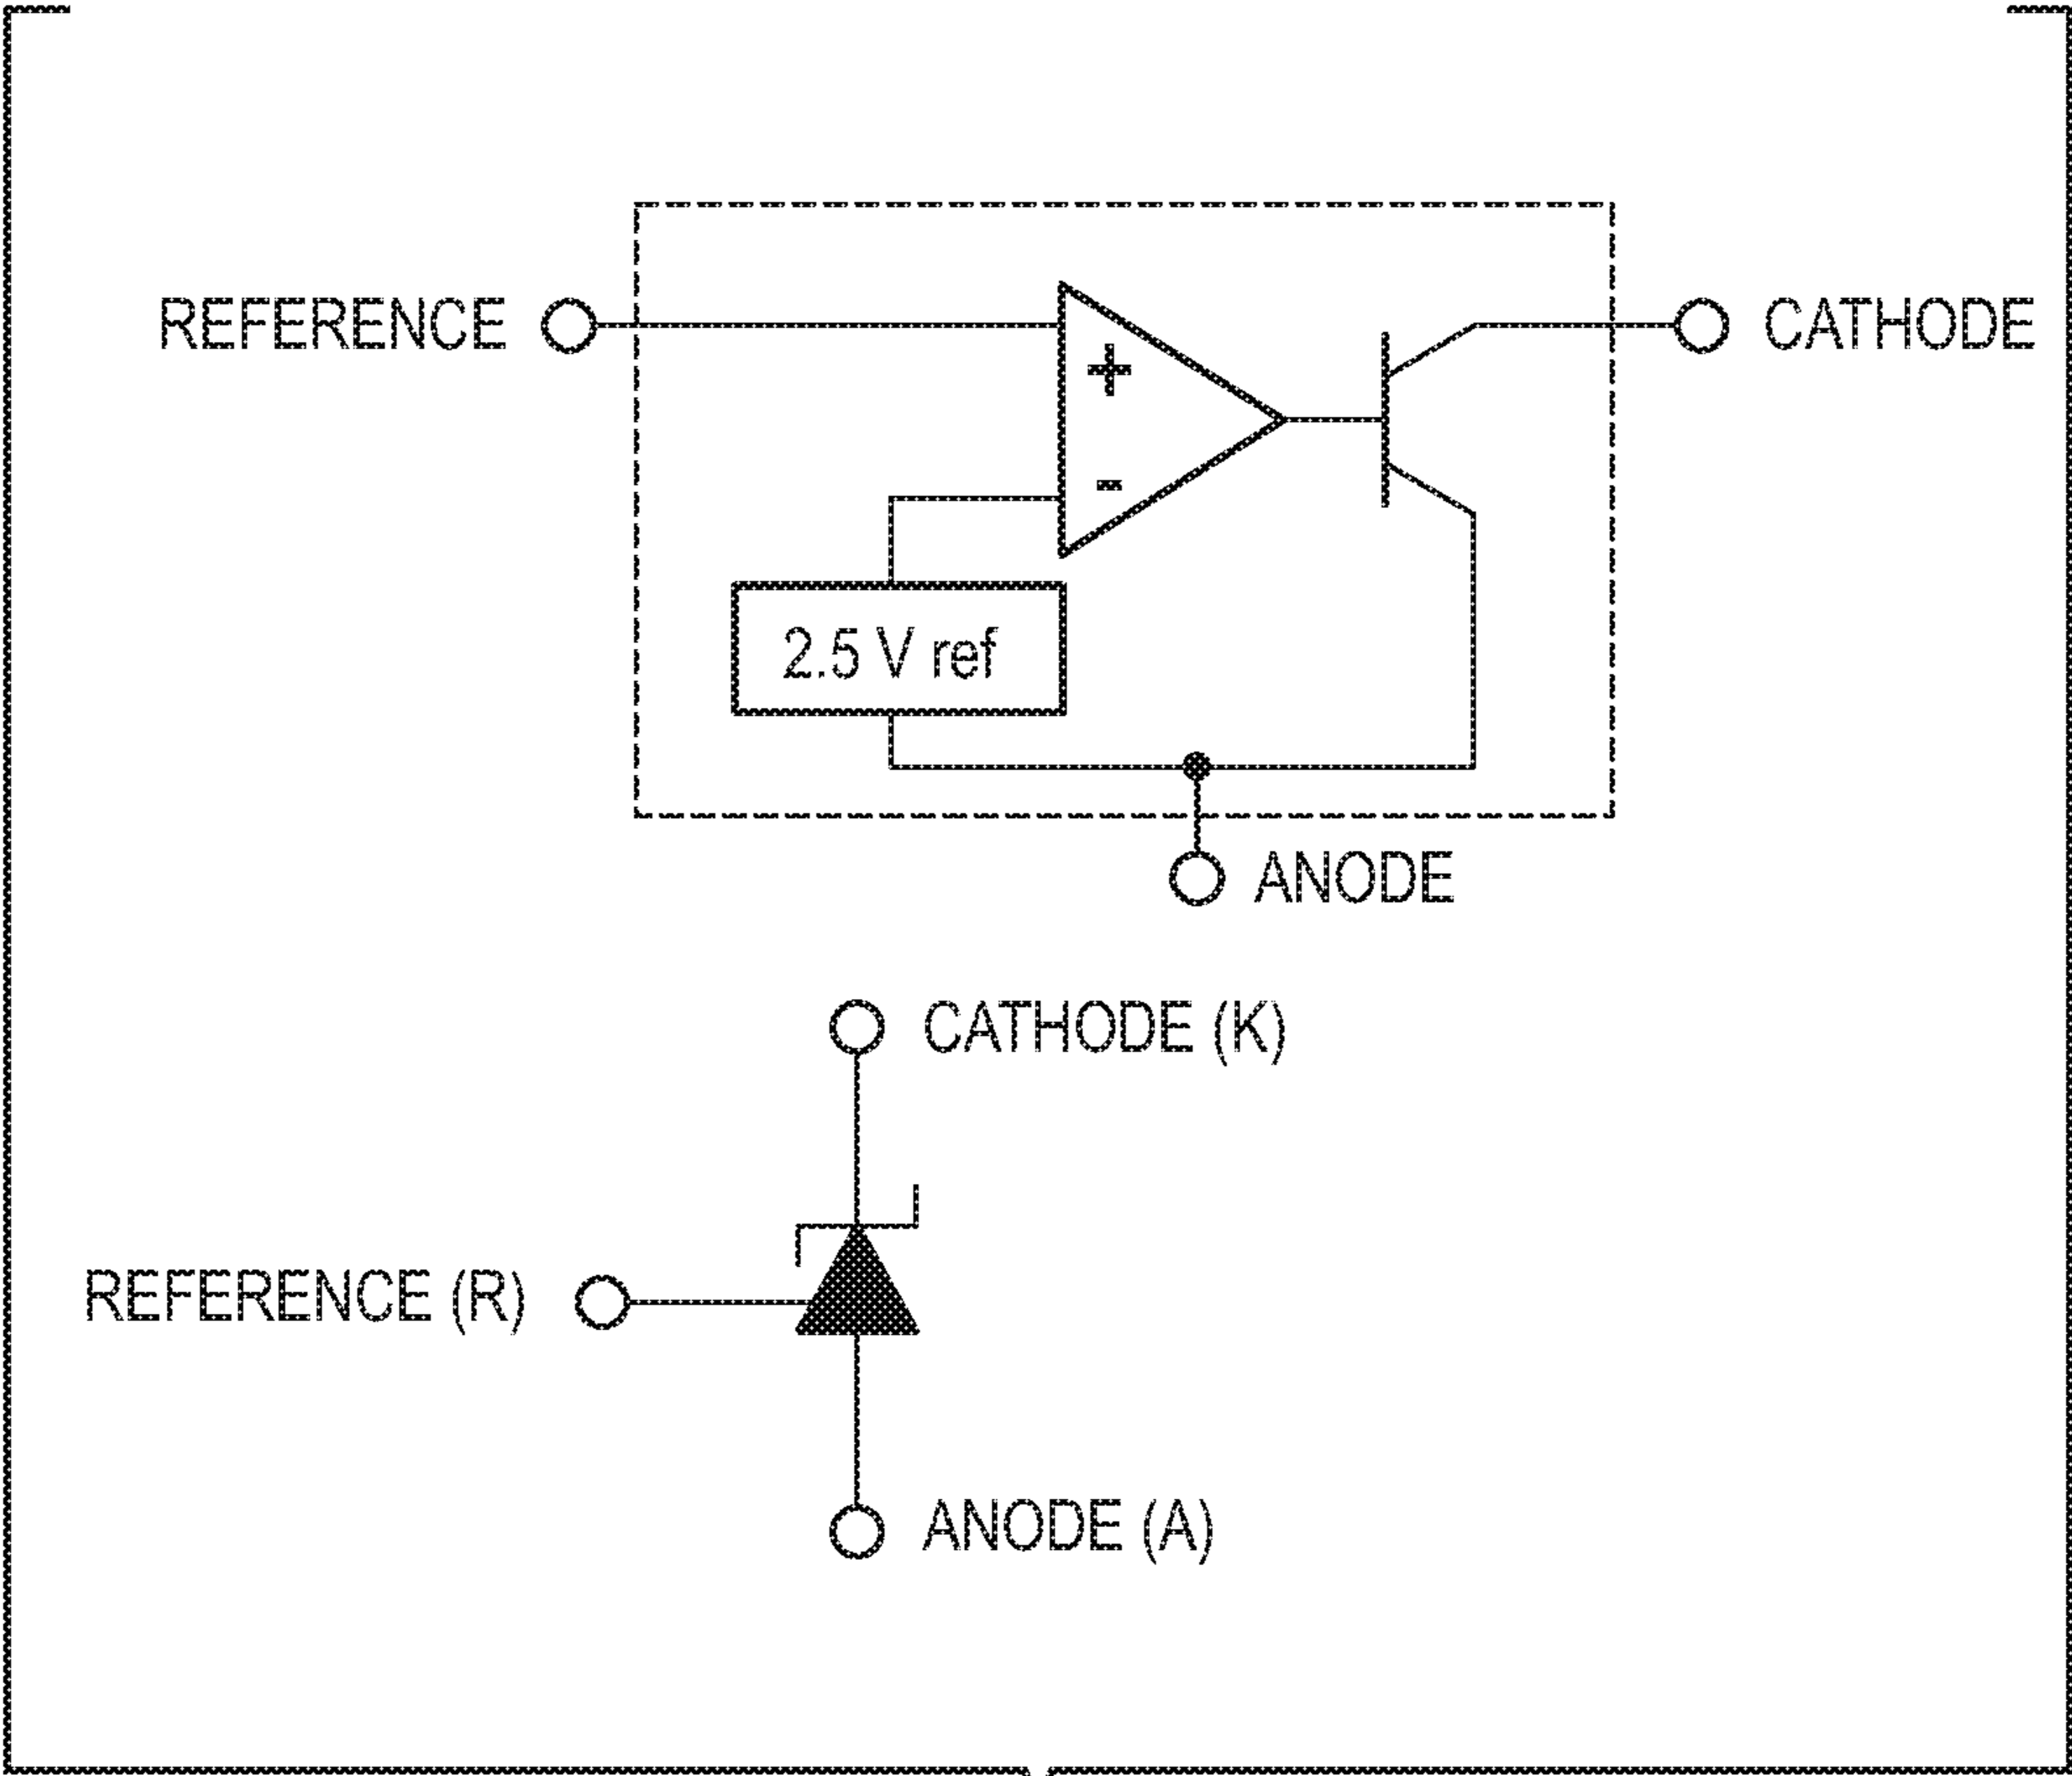 REFERENCE
CATHODE
+
-
2.5 V ref
ANODE
CATHODE (K)
REFERENCE (R)
ANODE (A)